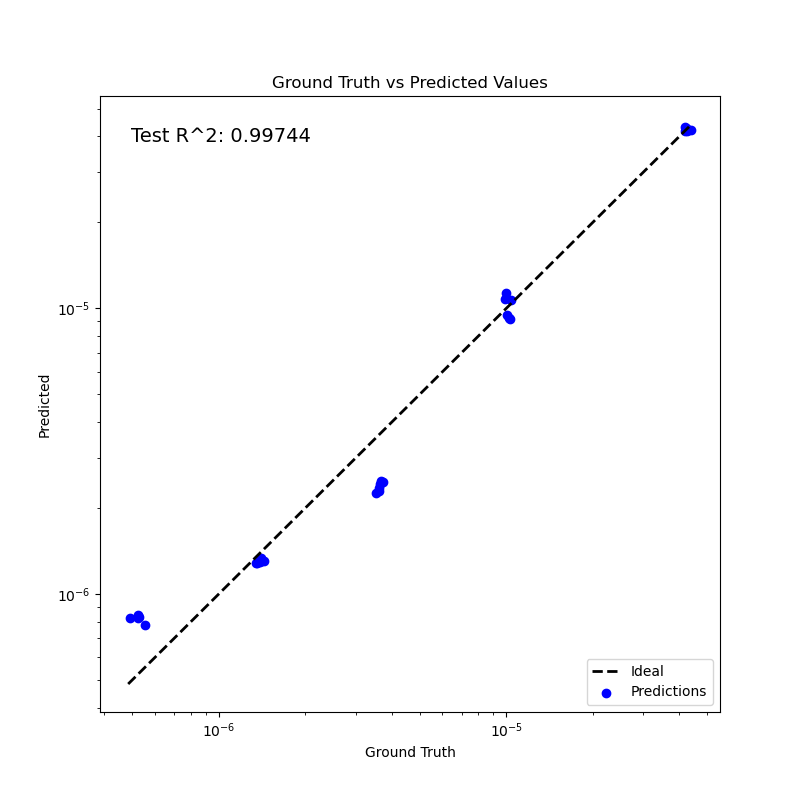 Ground Truth vs Predicted Values
Test R^2: 0.99744
10⁻⁵
10⁻⁶
Predicted
Ideal
Predictions
10⁻⁶
10⁻⁵
Ground Truth